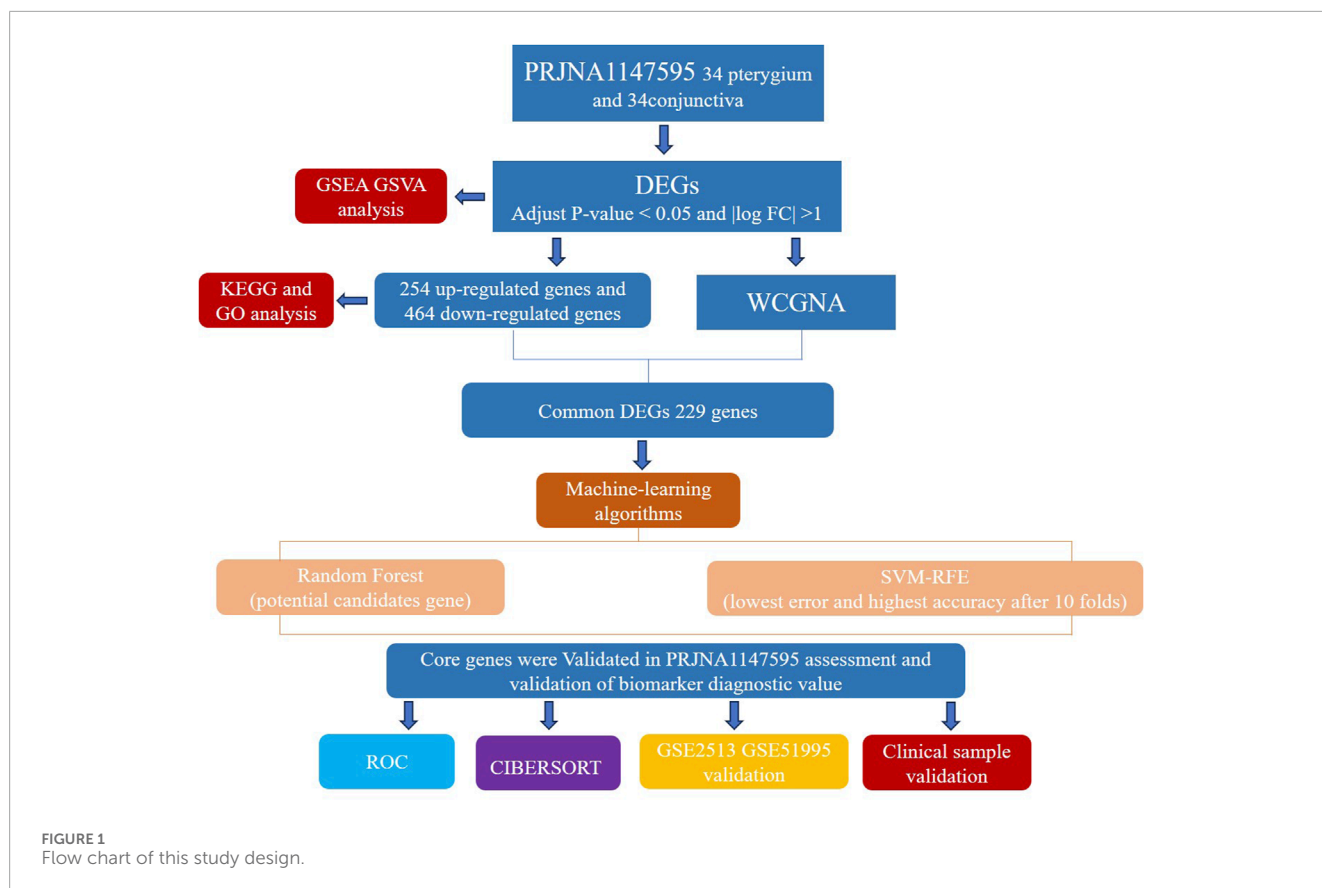 PRJNA1147595 34 pterygium
and 34conjunctiva
DEGs
Adjust P-value < 0.05 and |log FC| >1
GSEA GSVA
analysis
KEGG and
GO analysis
254 up-regulated genes and
464 down-regulated genes
WCGNA
Common DEGs 229 genes
Machine-learning
algorithms
Random Forest
(potential candidates gene)
SVM-RFE
(lowest error and highest accuracy after 10 folds)
Core genes were Validated in PRJNA1147595 assessment and
validation of biomarker diagnostic value
ROC
CIBERSORT
GSE2513 GSE51995
validation
Clinical sample
validation
FIGURE 1
Flow chart of this study design.